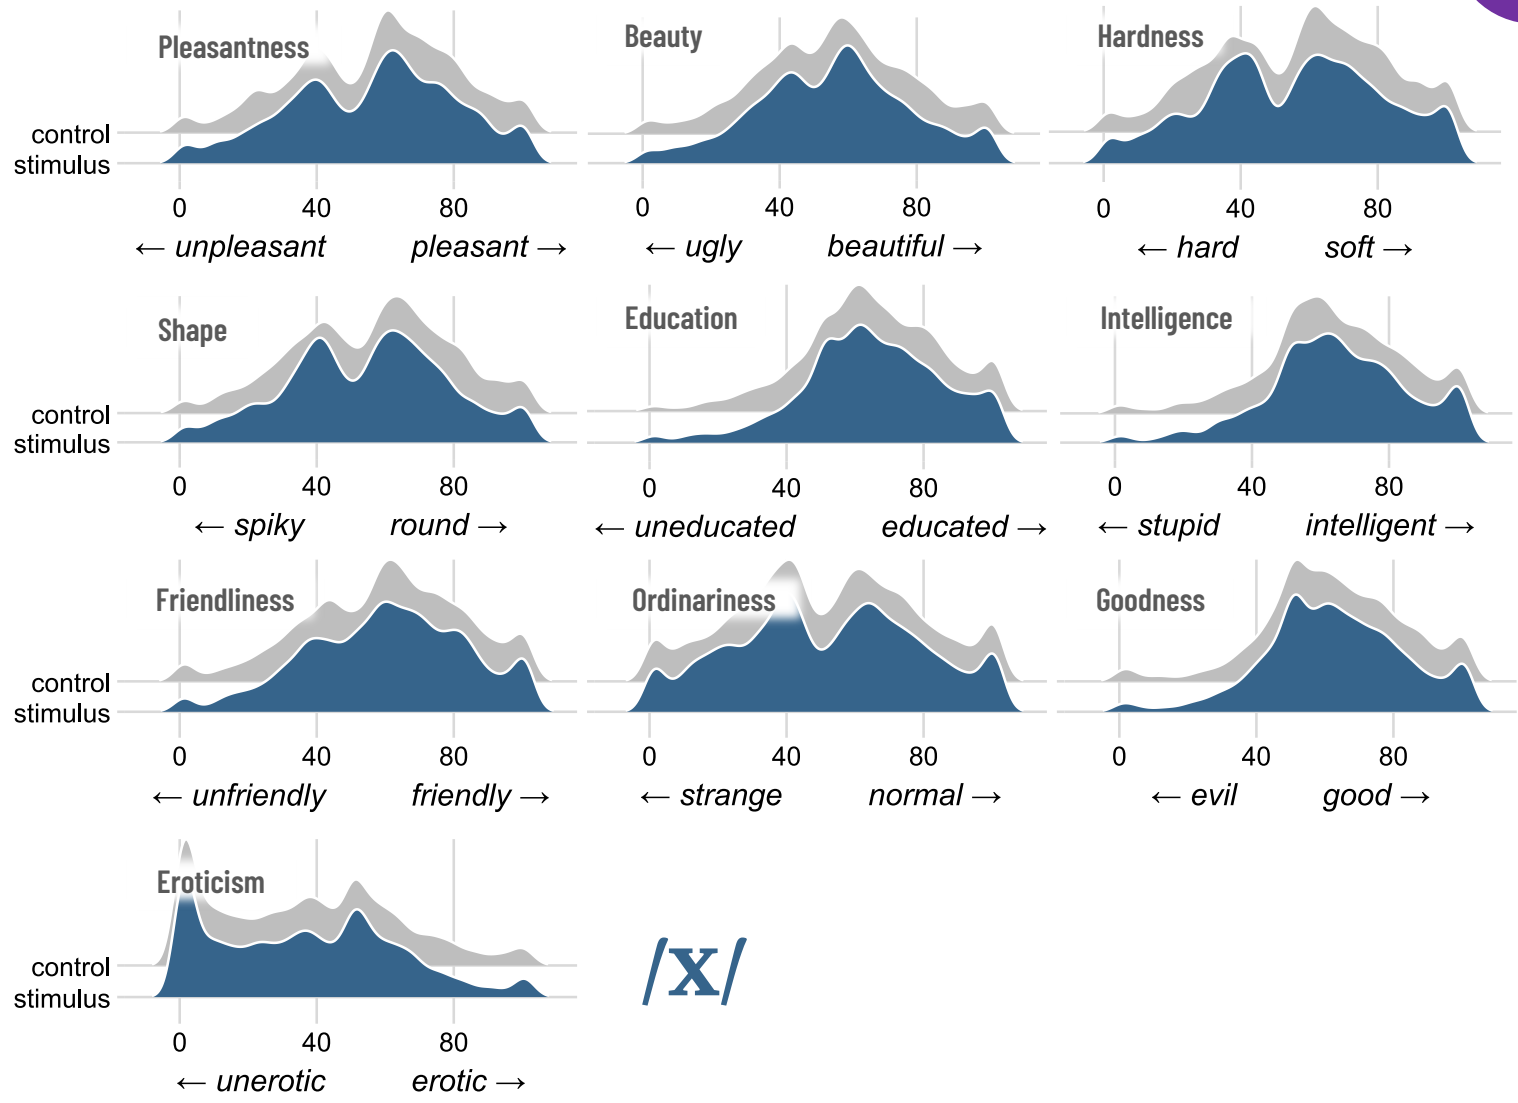 Pleasantness
control
stimulus
0 40 80
← unpleasant pleasant →
Beauty
0 40 80
← ugly beautiful →
Hardness
0 40 80
← hard soft →
Shape
control
stimulus
0 40 80
← spiky round →
Education
0 40 80
← uneducated educated →
Intelligence
0 40 80
← stupid intelligent →
Friendliness
control
stimulus
0 40 80
← unfriendly friendly →
Ordinariness
0 40 80
← strange normal →
Goodness
0 40 80
← evil good →
Eroticism
control
stimulus
0 40 80
← unerotic erotic →
/x/